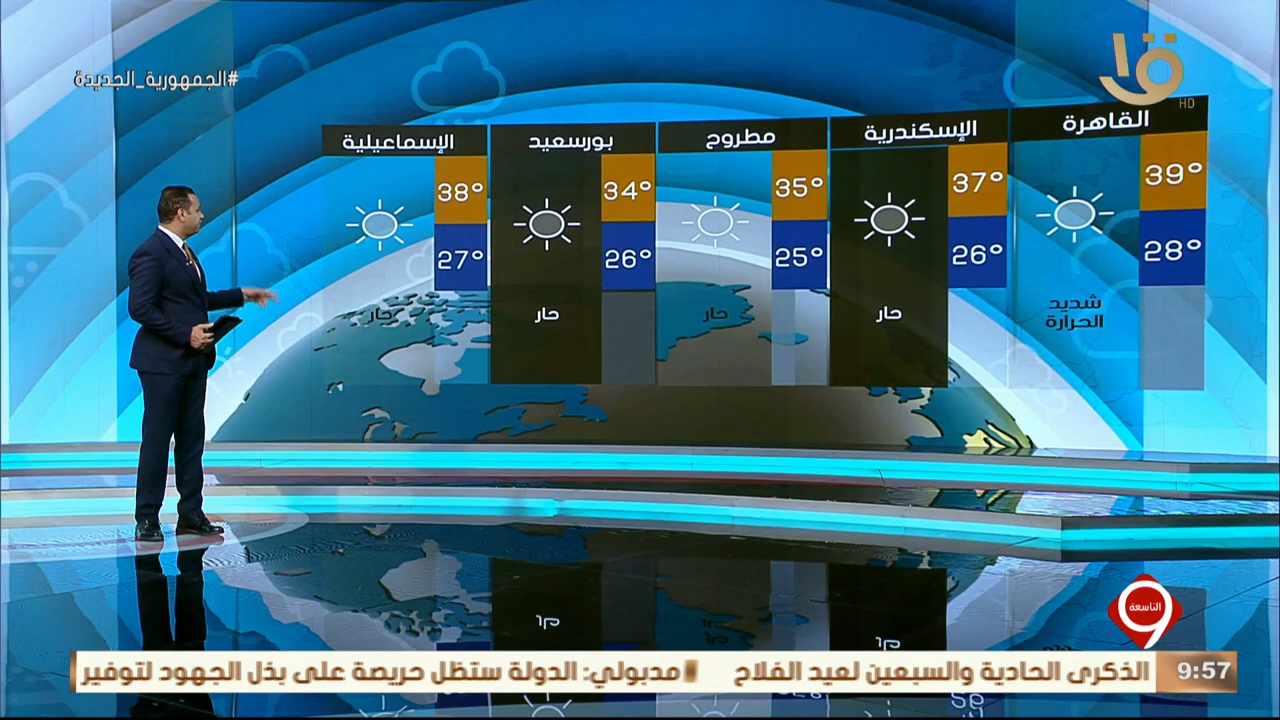 #الجمهورية_الجديدة
HD
القاهرة
39°
28°
شديد
الحرارة
الإسكندرية
37°
26°
حار
مطروح
35°
25°
حار
بورسعيد
34°
26°
حار
الإسماعيلية
38°
27°
حار
التاسعة
9
9:57
الذكرى الحادية والسبعين لعيد الفلاح
مدبولي: الدولة ستظل حريصة على بذل الجهود لتوفير